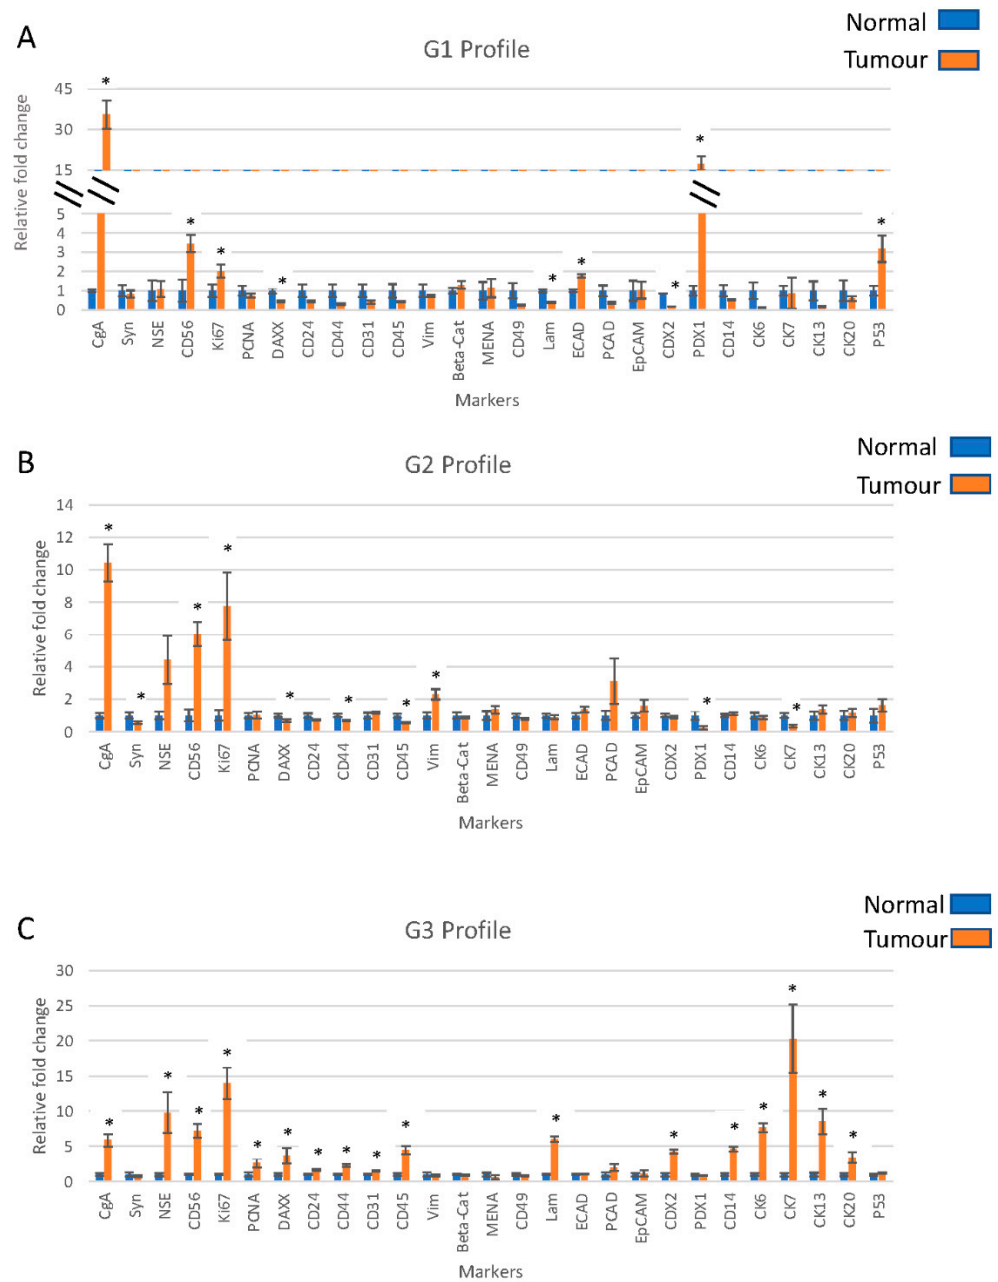 A
G1 Profile
Normal
Tumour
Relative fold change
45
30
15
5
4
3
2
1
0
* * * * * * * * *
CgA Syn NSE CD56 Ki67 PCNA DAXX CD24 CD44 CD31 CD45 Vim Beta-Cat MENA CD49 Lam ECAD PCAD EpCAM CDX2 PDX1 CD14 CK6 CK7 CK13 CK20 P53
Markers
B
G2 Profile
Normal
Tumour
Relative fold change
14
12
10
8
6
4
2
0
* * * * * * * * * *
CgA Syn NSE CD56 Ki67 PCNA DAXX CD24 CD44 CD31 CD45 Vim Beta-Cat MENA CD49 Lam ECAD PCAD EpCAM CDX2 PDX1 CD14 CK6 CK7 CK13 CK20 P53
Markers
C
G3 Profile
Normal
Tumour
Relative fold change
30
25
20
15
10
5
0
* * * * * * * * * * * * * * * * *
CgA Syn NSE CD56 Ki67 PCNA DAXX CD24 CD44 CD31 CD45 Vim Beta-Cat MENA CD49 Lam ECAD PCAD EpCAM CDX2 PDX1 CD14 CK6 CK7 CK13 CK20 P53
Markers